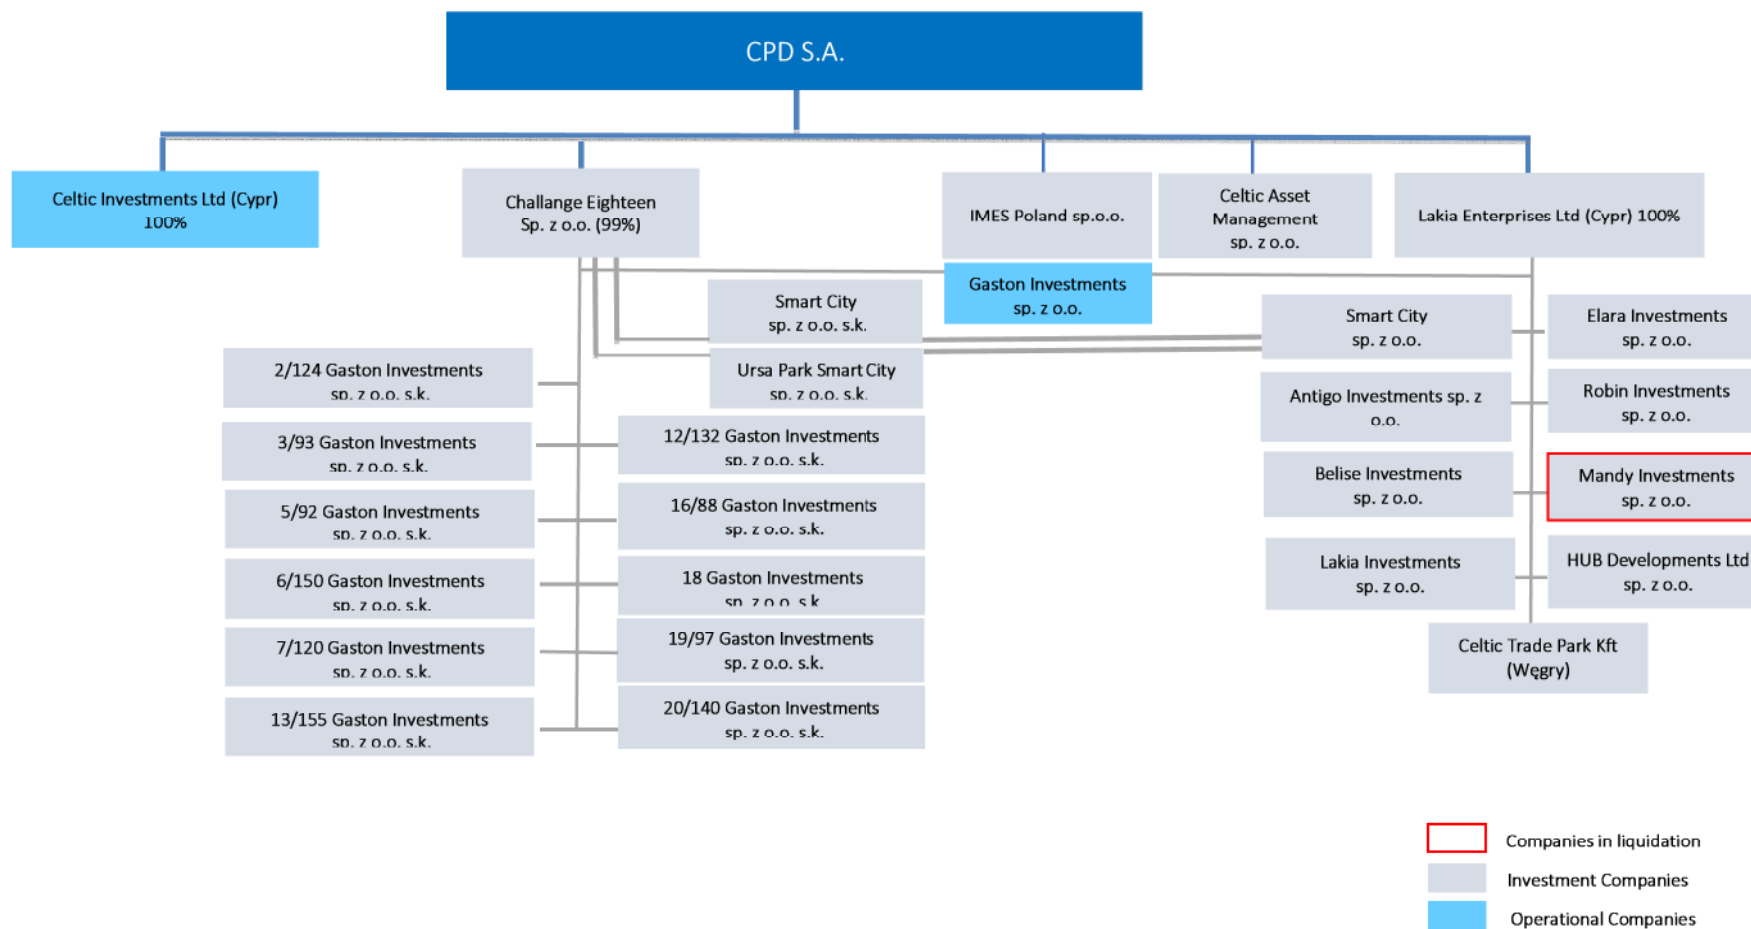 CPD S.A.
Celtic Investments Ltd (Cypr)
100%
Challange Eighteen
Sp. z o.o. (99%)
IMES Poland sp.o.o.
Celtic Asset
Management
sp. z o.o.
Lakia Enterprises Ltd (Cypr) 100%
Gaston Investments
sp. z o.o.
Smart City
sp. z o.o. s.k.
Ursa Park Smart City
sp. z o.o. s.k.
2/124 Gaston Investments
sp. z o.o. s.k.
3/93 Gaston Investments
sp. z o.o. s.k.
5/92 Gaston Investments
sp. z o.o. s.k.
6/150 Gaston Investments
sp. z o.o. s.k.
7/120 Gaston Investments
sp. z o.o. s.k.
13/155 Gaston Investments
sp. z o.o. s.k.
12/132 Gaston Investments
sp. z o.o. s.k.
16/88 Gaston Investments
sp. z o.o. s.k.
18 Gaston Investments
sp. z o.o. s.k
19/97 Gaston Investments
sp. z o.o. s.k.
20/140 Gaston Investments
sp. z o.o. s.k.
Smart City
sp. z o.o.
Elara Investments
sp. z o.o.
Antigo Investments sp. z
o.o.
Robin Investments
sp. z o.o.
Belise Investments
sp. z o.o.
Mandy Investments
sp. z o.o.
Lakia Investments
sp. z o.o.
HUB Developments Ltd
sp. z o.o.
Celtic Trade Park Kft
(Węgry)
Companies in liquidation
Investment Companies
Operational Companies